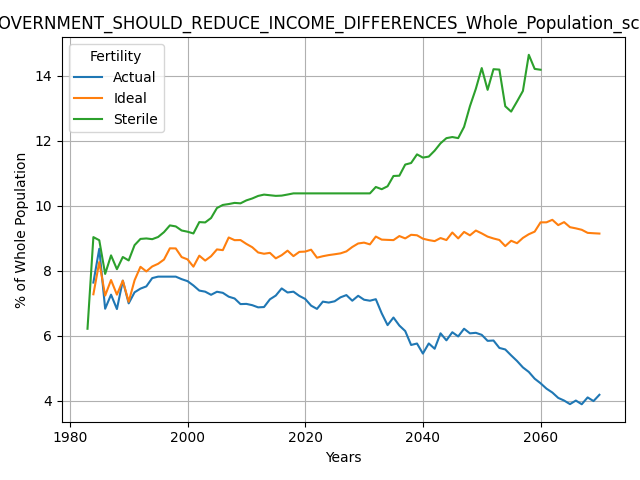 OVERNMENT_SHOULD_REDUCE_INCOME_DIFFERENCES_Whole_Population_sc
Fertility
Actual
Ideal
Sterile
% of Whole Population
14
12
10
8
6
4
1980
2000
2020
2040
2060
Years